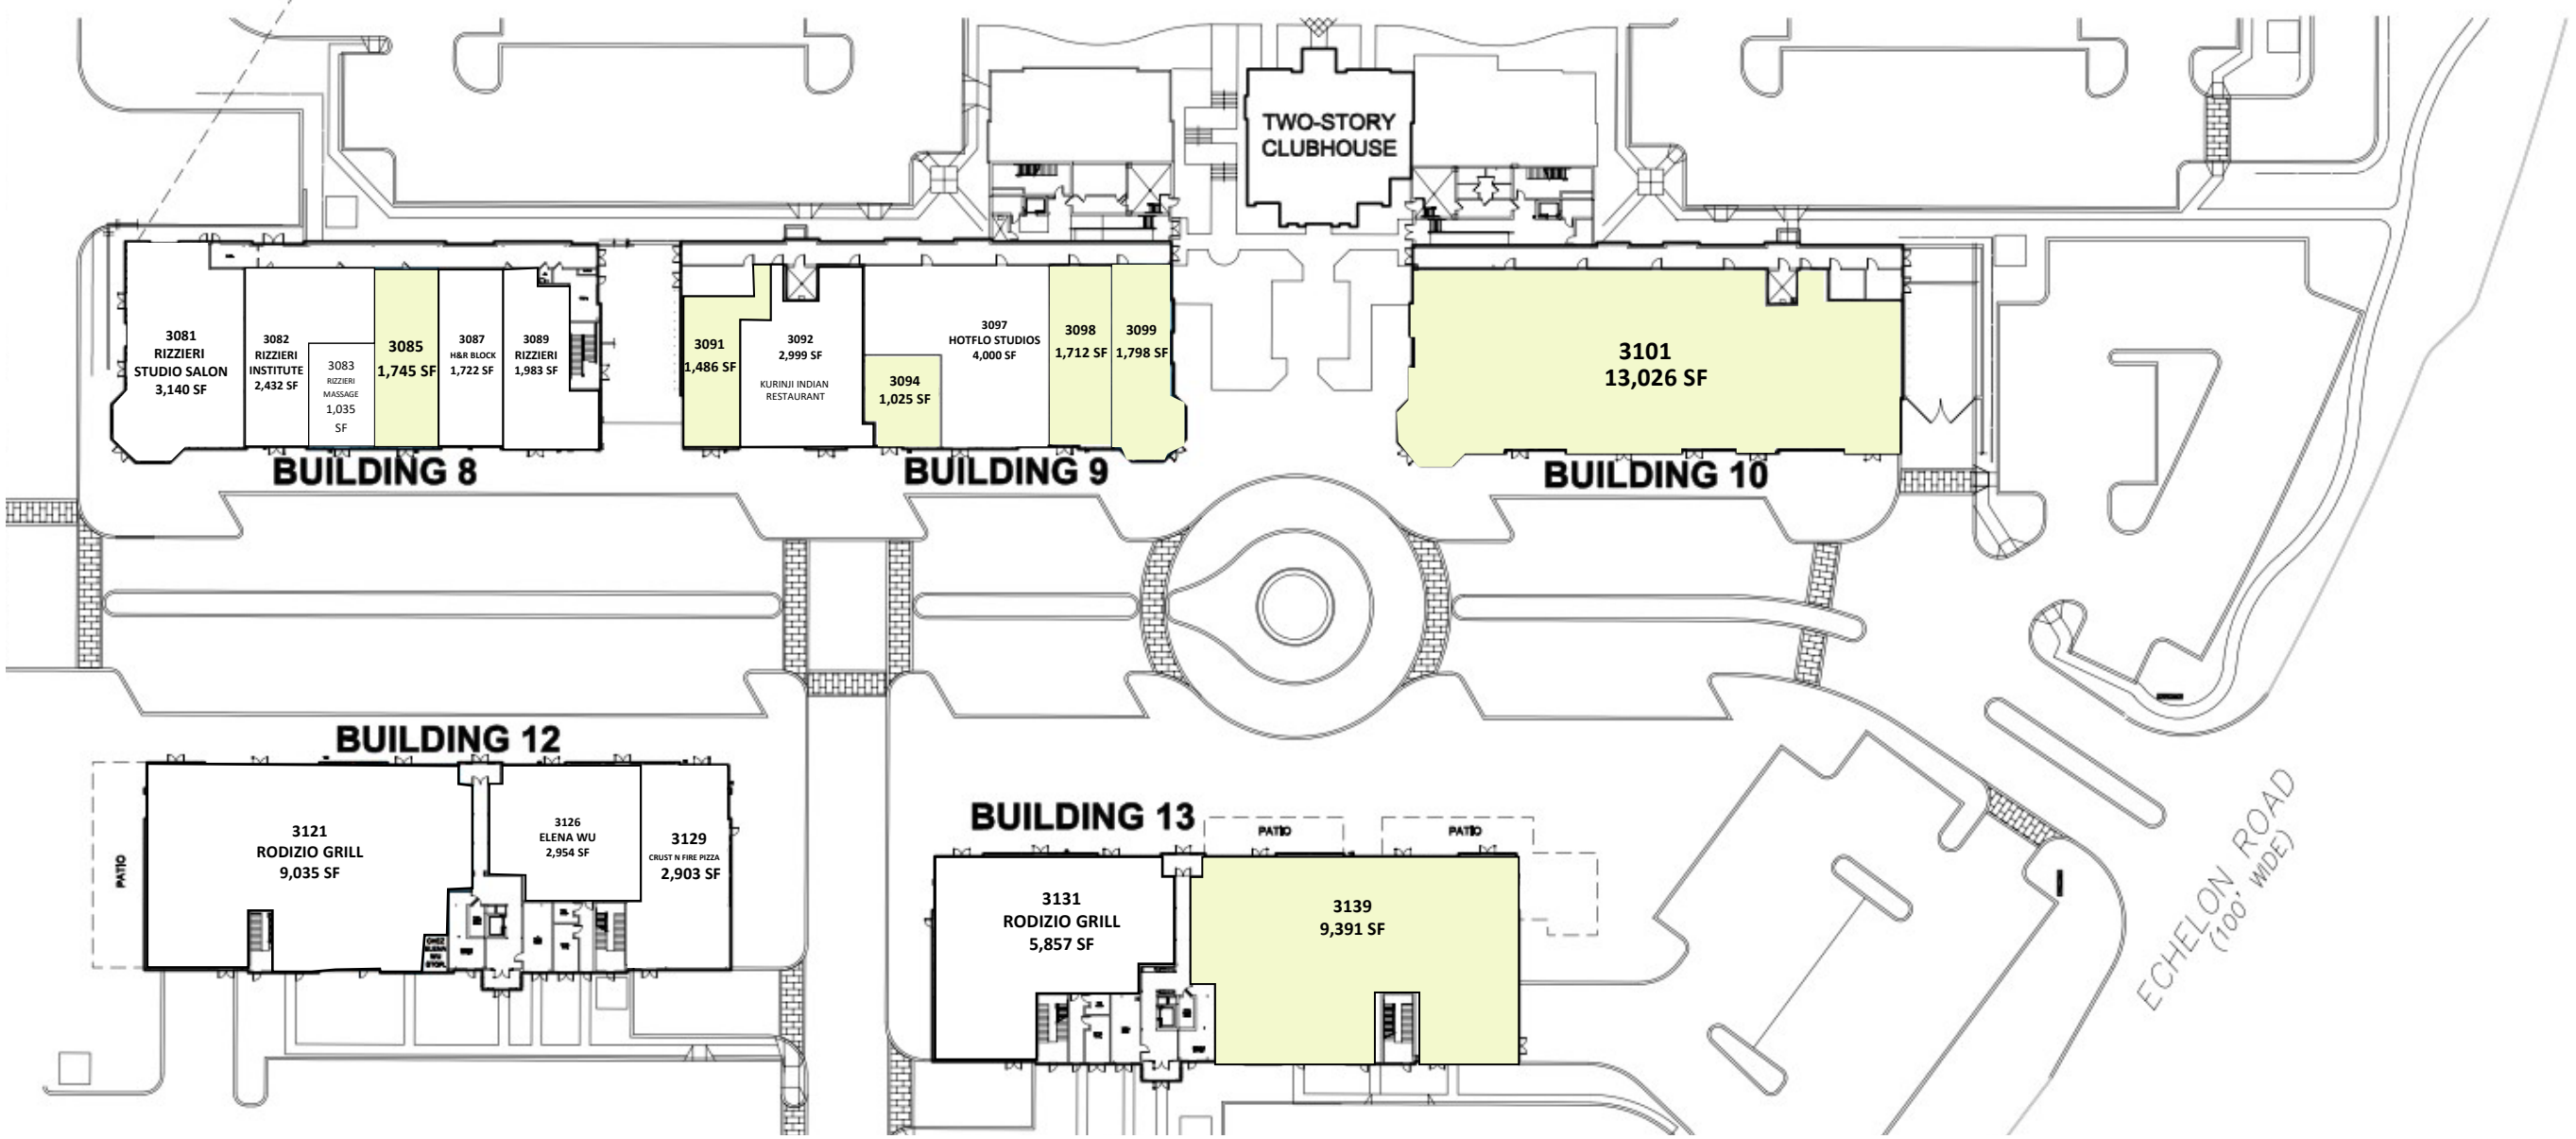 TWO-STORY
CLUBHOUSE
3081
RIZZIERI
STUDIO SALON
3,140 SF
3082
RIZZIERI
INSTITUTE
2,432 SF
3083
RIZZIERI
MASSAGE
1,035
SF
3085
1,745 SF
3087
H&R BLOCK
1,722 SF
3089
RIZZIERI
1,983 SF
BUILDING 8
3091
1,486 SF
3092
2,999 SF
KURINJI INDIAN
RESTAURANT
3094
1,025 SF
3097
HOTFLO STUDIOS
4,000 SF
3098
1,712 SF
3099
1,798 SF
BUILDING 9
3101
13,026 SF
BUILDING 10
BUILDING 12
PATIO
3121
RODIZIO GRILL
9,035 SF
3126
ELENA WU
2,954 SF
3129
CRUST N FIRE PIZZA
2,903 SF
CHEZ
ELENA
WU
BUILDING 13
PATIO
PATIO
3131
RODIZIO GRILL
5,857 SF
3139
9,391 SF
ECHELON ROAD
(100' WIDE)